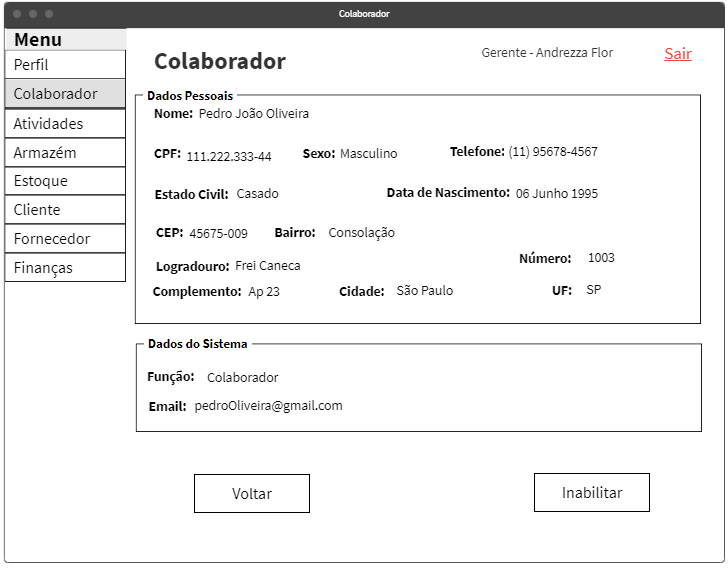 Colaborador
Menu
Perfil
Colaborador
Atividades
Armazém
Estoque
Cliente
Fornecedor
Finanças
Colaborador
Gerente - Andrezza Flor
Sair
Dados Pessoais
Nome: Pedro João Oliveira
CPF: 111.222.333-44 Sexo: Masculino Telefone: (11) 95678-4567
Estado Civil: Casado Data de Nascimento: 06 Junho 1995
CEP: 45675-009 Bairro: Consolação
Logradouro: Frei Caneca Número: 1003
Complemento: Ap 23 Cidade: São Paulo UF: SP
Dados do Sistema
Função: Colaborador
Email: pedroOliveira@gmail.com
Voltar
Inabilitar